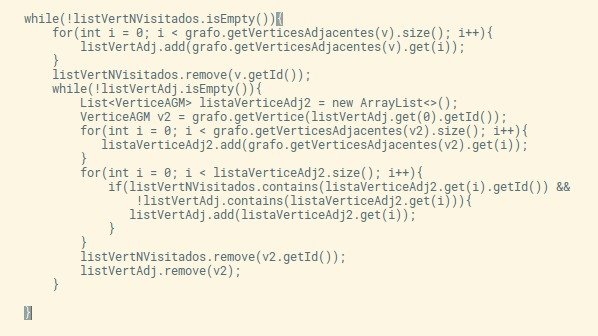 while(!listVertNVisitados.isEmpty()){
for(int i = 0; i < grafo.getVerticesAdjacentes(v).size(); i++){
listVertAdj.add(grafo.getVerticesAdjacentes(v).get(i));
}
listVertNVisitados.remove(v.getId());
while(!listVertAdj.isEmpty()){
List<VerticeAGM> listaVerticeAdj2 = new ArrayList<>();
VerticeAGM v2 = grafo.getVertice(listVertAdj.get(0).getId());
for(int i = 0; i < grafo.getVerticesAdjacentes(v2).size(); i++){
listaVerticeAdj2.add(grafo.getVerticesAdjacentes(v2).get(i));
}
for(int i = 0; i < listaVerticeAdj2.size(); i++){
if(listVertNVisitados.contains(listaVerticeAdj2.get(i).getId()) &&
!listVertAdj.contains(listaVerticeAdj2.get(i))){
listVertAdj.add(listaVerticeAdj2.get(i));
}
}
listVertNVisitados.remove(v2.getId());
listVertAdj.remove(v2);
}
}